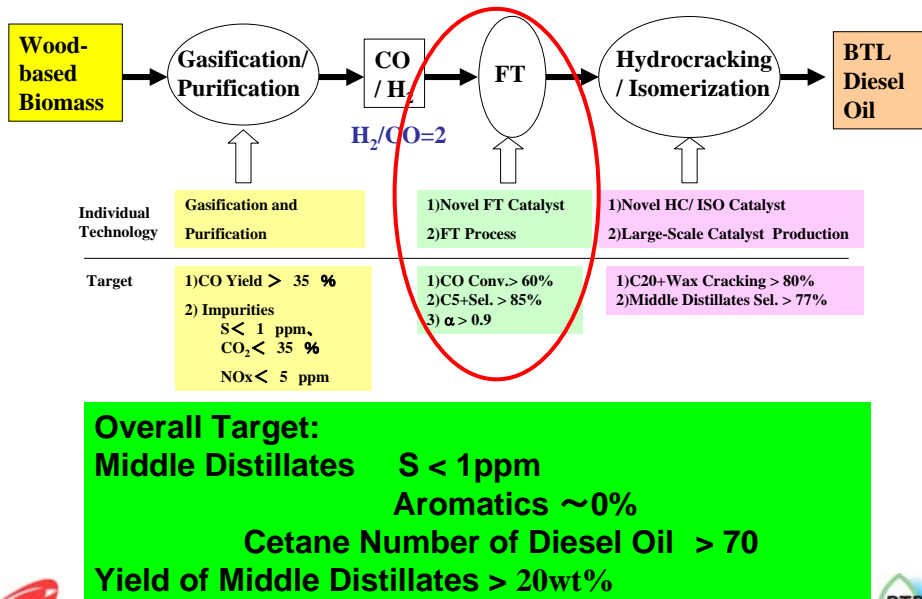 Wood-
based
Biomass
Gasification/
Purification
CO
/ H2
FT
Hydrocracking
/ Isomerization
BTL
Diesel
Oil
H2/CO=2
Individual
Technology
Gasification and
Purification
1)Novel FT Catalyst
2)FT Process
1)Novel HC/ ISO Catalyst
2)Large-Scale Catalyst Production
Target
1)CO Yield＞ 35 %
2) Impurities
S＜ 1 ppm、
CO2＜ 35 %
NOx＜ 5 ppm
1)CO Conv.> 60%
2)C5+Sel. > 85%
3) α > 0.9
1)C20+Wax Cracking > 80%
2)Middle Distillates Sel. > 77%
Overall Target:
Middle Distillates S < 1ppm
Aromatics ～0%
Cetane Number of Diesel Oil > 70
Yield of Middle Distillates > 20wt%